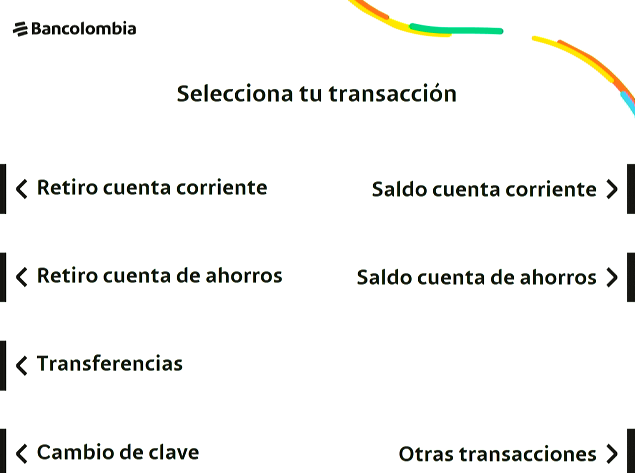 Bancolombia
Selecciona tu transacción
Retiro cuenta corriente
Saldo cuenta corriente
Retiro cuenta de ahorros
Saldo cuenta de ahorros
Transferencias
Cambio de clave
Otras transacciones